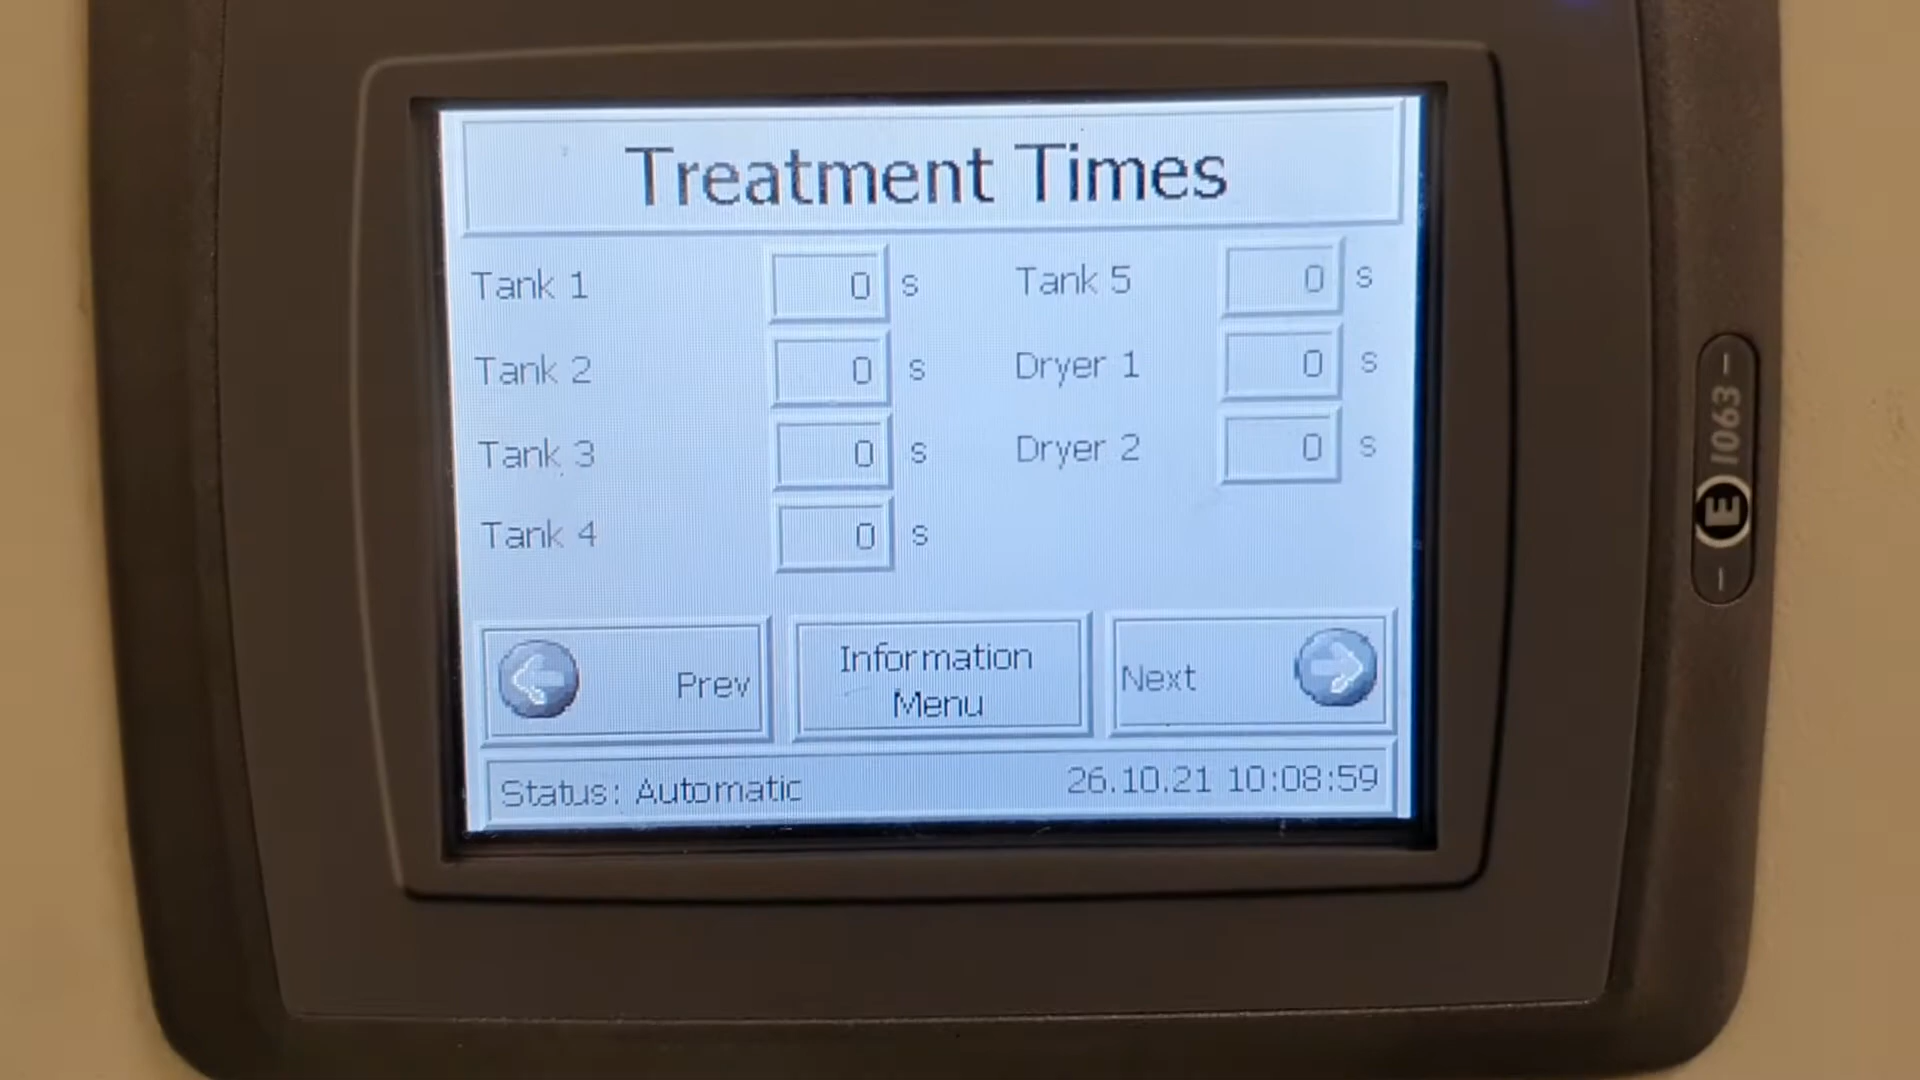 Treatment Times
Tank 1 0 s
Tank 2 0 s
Tank 3 0 s
Tank 4 0 s
Tank 5 0 s
Dryer 1 0 s
Dryer 2 0 s
Prev
Information
Menu
Next
Status: Automatic 26.10.21 10:08:59
- E 1063 -